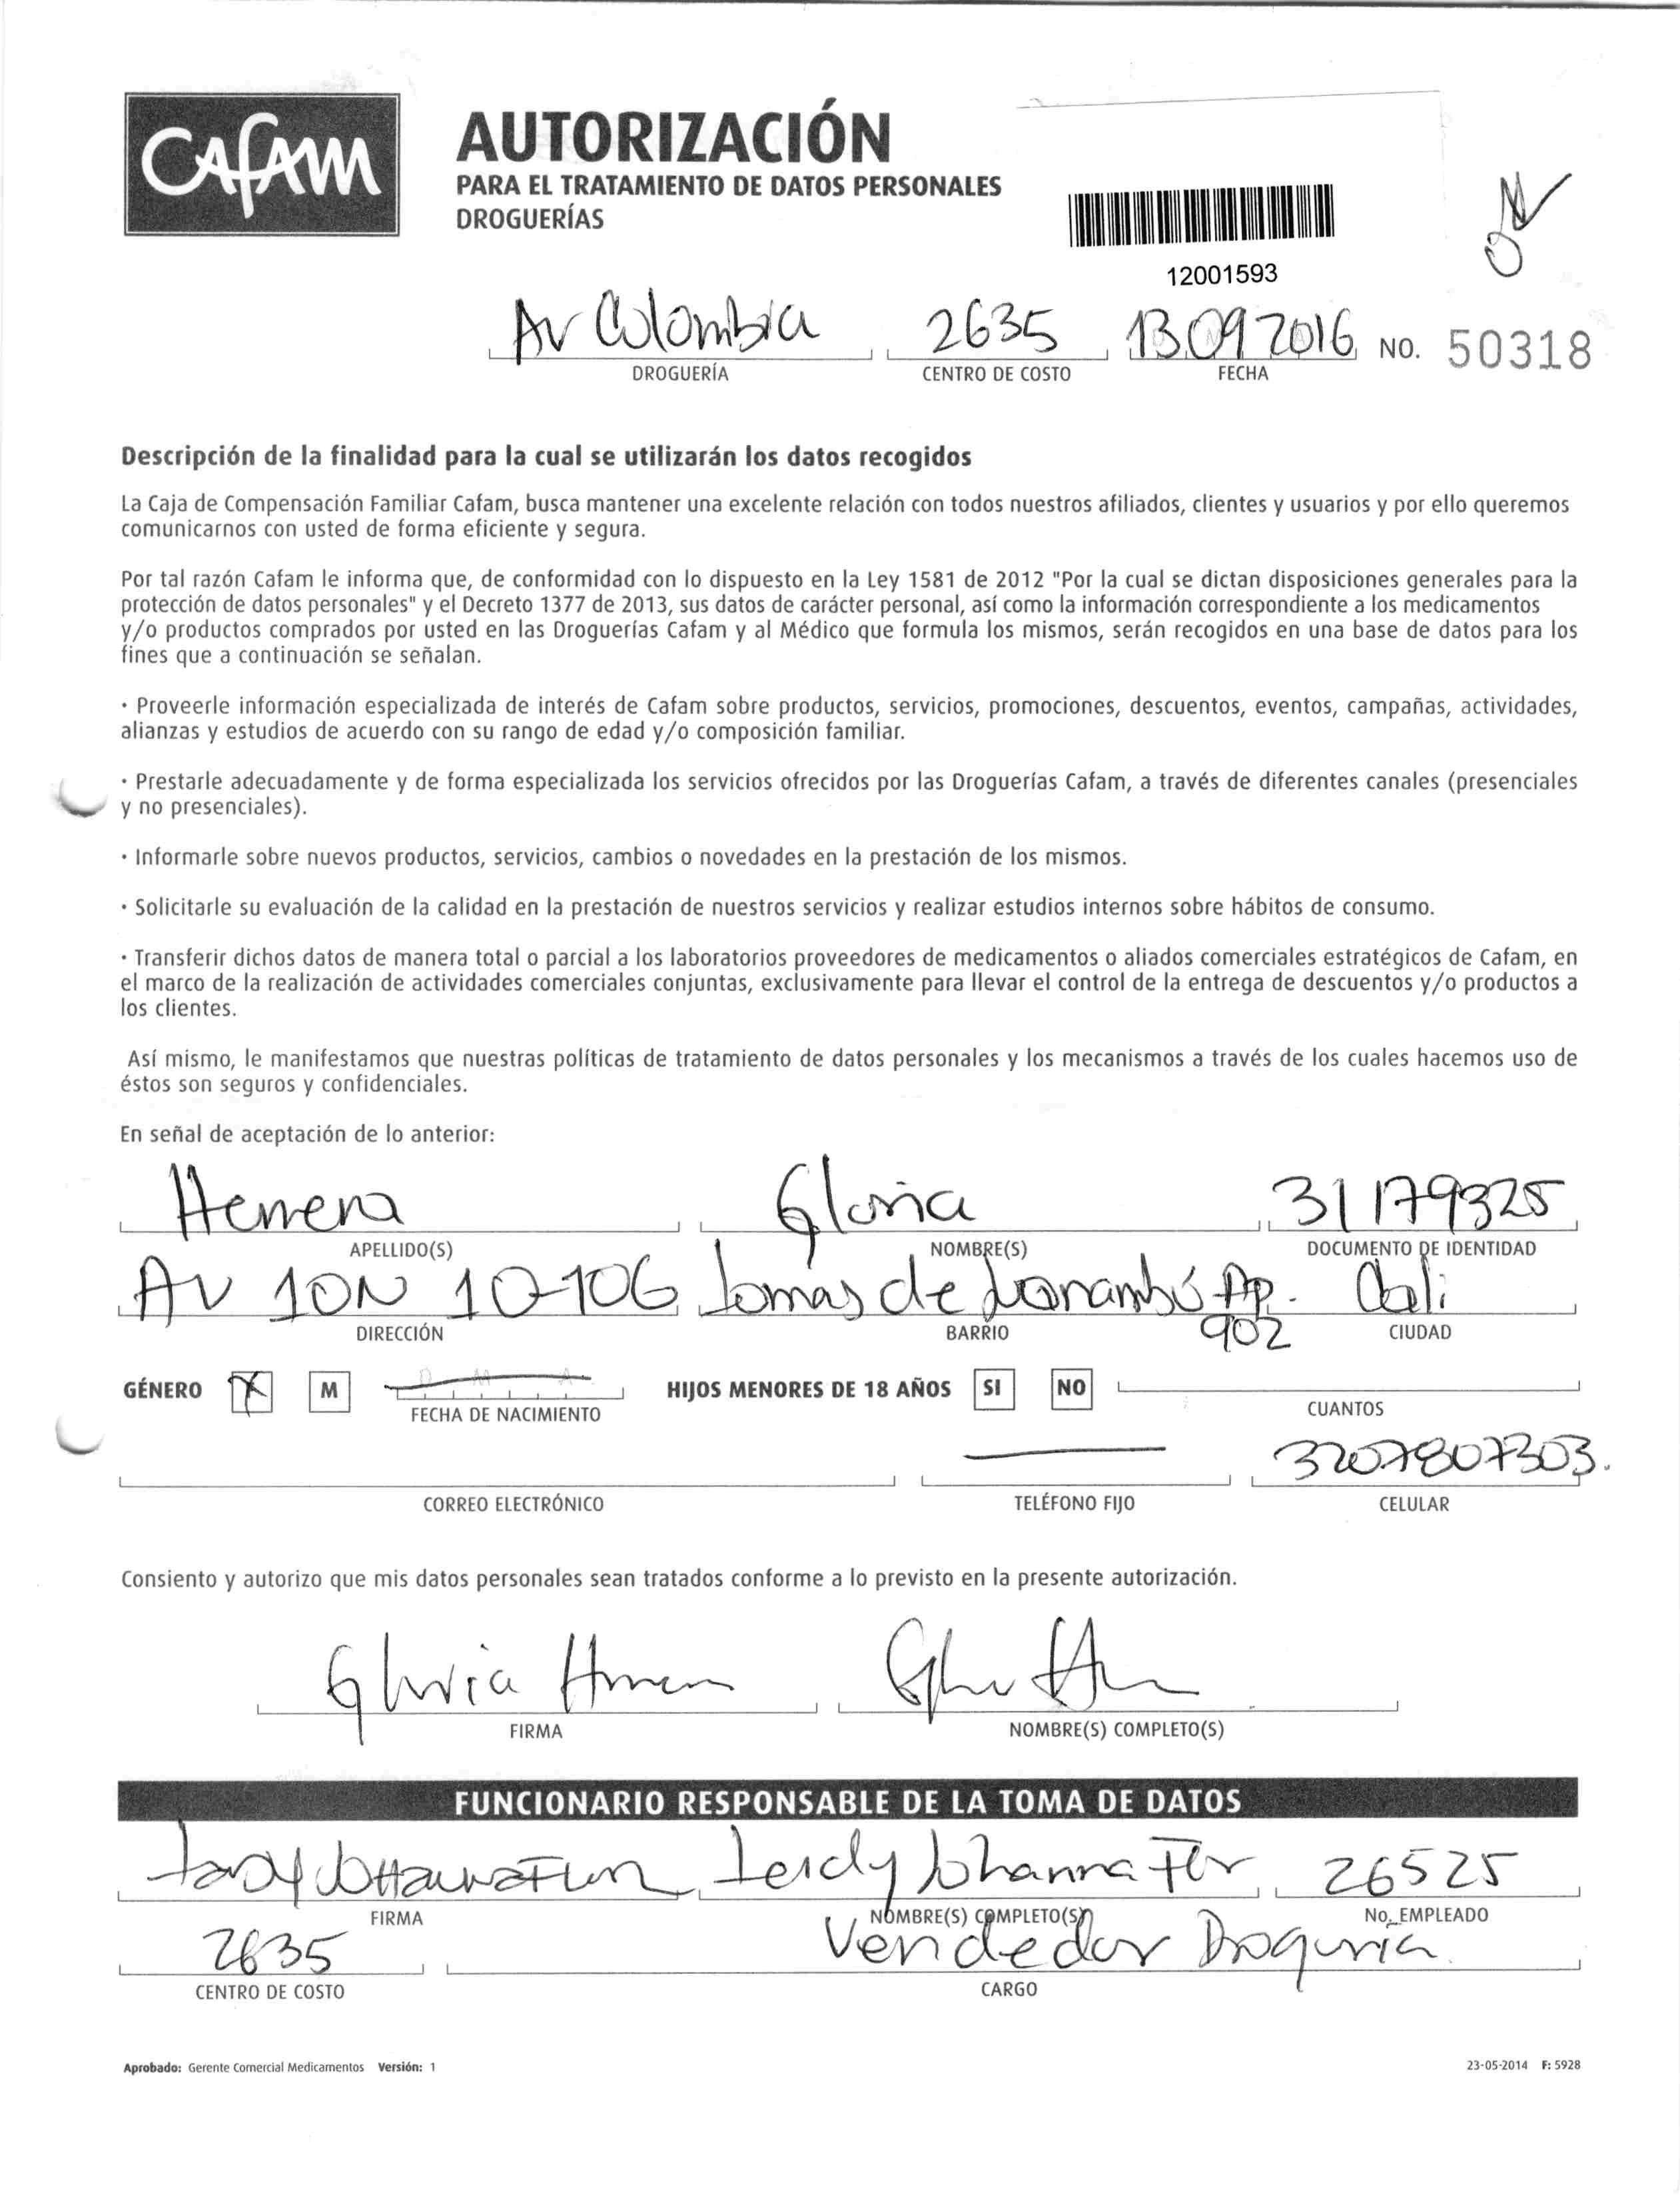 CAFAM
AUTORIZACIÓN
PARA EL TRATAMIENTO DE DATOS PERSONALES
DROGUERÍAS
12001593
Av Colombia 2635 13 09 2016 NO. 50318
DROGUERÍA CENTRO DE COSTO FECHA
Descripción de la finalidad para la cual se utilizarán los datos recogidos
La Caja de Compensación Familiar Cafam, busca mantener una excelente relación con todos nuestros afiliados, clientes y usuarios y por ello queremos
comunicarnos con usted de forma eficiente y segura.
Por tal razón Cafam le informa que, de conformidad con lo dispuesto en la Ley 1581 de 2012 "Por la cual se dictan disposiciones generales para la
protección de datos personales" y el Decreto 1377 de 2013, sus datos de carácter personal, así como la información correspondiente a los medicamentos
y/o productos comprados por usted en las Droguerías Cafam y al Médico que formula los mismos, serán recogidos en una base de datos para los
fines que a continuación se señalan.
· Proveerle información especializada de interés de Cafam sobre productos, servicios, promociones, descuentos, eventos, campañas, actividades,
alianzas y estudios de acuerdo con su rango de edad y/o composición familiar.
· Prestarle adecuadamente y de forma especializada los servicios ofrecidos por las Droguerías Cafam, a través de diferentes canales (presenciales
y no presenciales).
· Informarle sobre nuevos productos, servicios, cambios o novedades en la prestación de los mismos.
· Solicitarle su evaluación de la calidad en la prestación de nuestros servicios y realizar estudios internos sobre hábitos de consumo.
· Transferir dichos datos de manera total o parcial a los laboratorios proveedores de medicamentos o aliados comerciales estratégicos de Cafam, en
el marco de la realización de actividades comerciales conjuntas, exclusivamente para llevar el control de la entrega de descuentos y/o productos a
los clientes.
Así mismo, le manifestamos que nuestras políticas de tratamiento de datos personales y los mecanismos a través de los cuales hacemos uso de
éstos son seguros y confidenciales.
En señal de aceptación de lo anterior:
Herrera Gloria 31179325
APELLIDO(S) NOMBRE(S) DOCUMENTO DE IDENTIDAD
AV 10N 10-106 de Ap. Cali
902
DIRECCIÓN BARRIO CIUDAD
GÉNERO X M HIJOS MENORES DE 18 AÑOS SI NO
FECHA DE NACIMIENTO CUANTOS
3207807303.
CORREO ELECTRÓNICO TELÉFONO FIJO CELULAR
Consiento y autorizo que mis datos personales sean tratados conforme a lo previsto en la presente autorización.
Gloria
FIRMA NOMBRE(S) COMPLETO(S)
FUNCIONARIO RESPONSABLE DE LA TOMA DE DATOS
Leidy Johanna 26525
FIRMA NOMBRE(S) COMPLETO(S) No. EMPLEADO
2635 Vendedor Drogueria
CENTRO DE COSTO CARGO
Aprobado: Gerente Comercial Medicamentos Versión: 1 23-05-2014 F: 5928